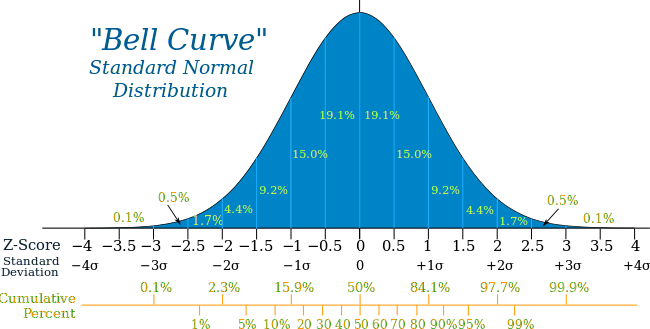 "Bell Curve"
Standard Normal
Distribution
19.1% 19.1%
15.0% 15.0%
9.2% 9.2%
0.5% 0.5%
4.4% 4.4%
0.1% 1.7% 1.7% 0.1%
Z-Score −4 −3.5 −3 −2.5 −2 −1.5 −1 −0.5 0 0.5 1 1.5 2 2.5 3 3.5 4
Standard
Deviation
−4σ −3σ −2σ −1σ 0 +1σ +2σ +3σ +4σ
Cumulative
Percent
0.1% 2.3% 15.9% 50% 84.1% 97.7% 99.9%
1% 5% 10% 20 30 40 50 60 70 80 90% 95% 99%